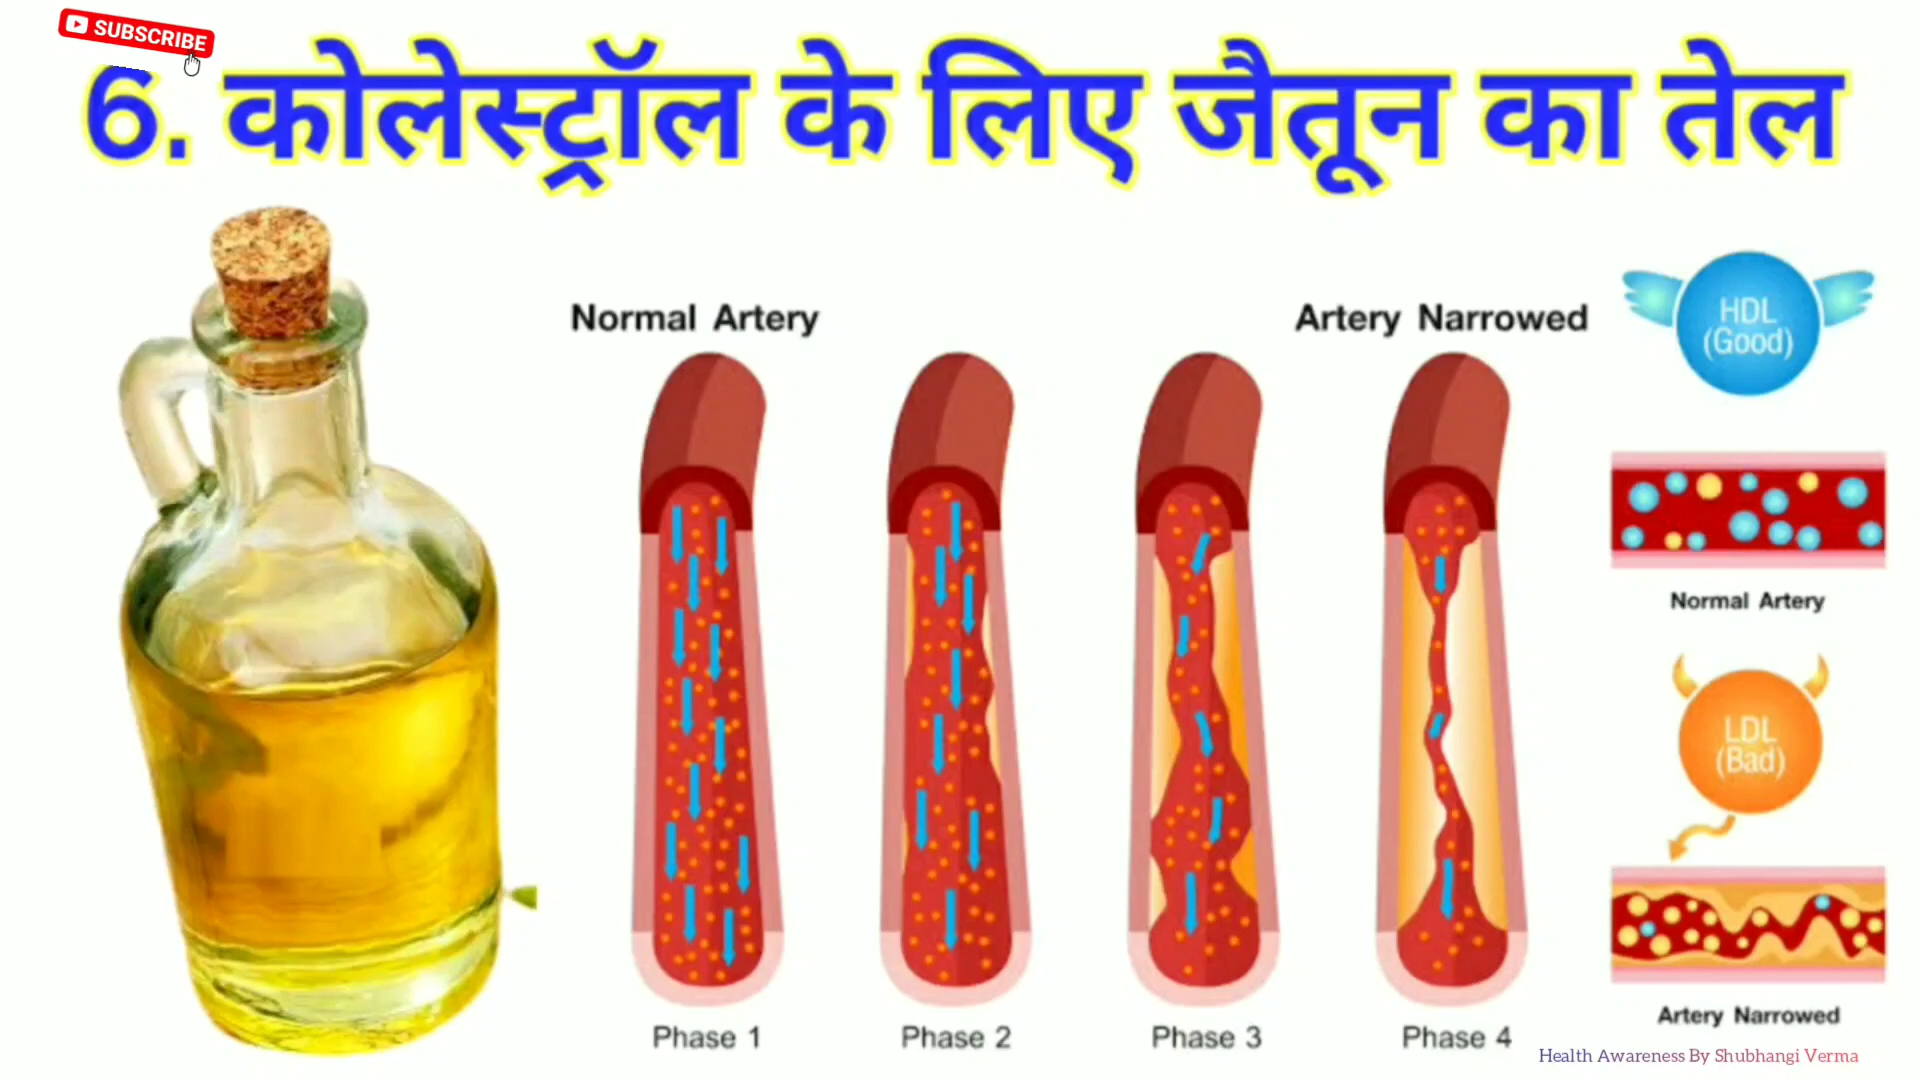 SUBSCRIBE
6. कोलेस्ट्रॉल के लिए जैतून का तेल
Normal Artery
Artery Narrowed
HDL
(Good)
Normal Artery
LDL
(Bad)
Artery Narrowed
Phase 1
Phase 2
Phase 3
Phase 4
Health Awareness By Shubhangi Verma